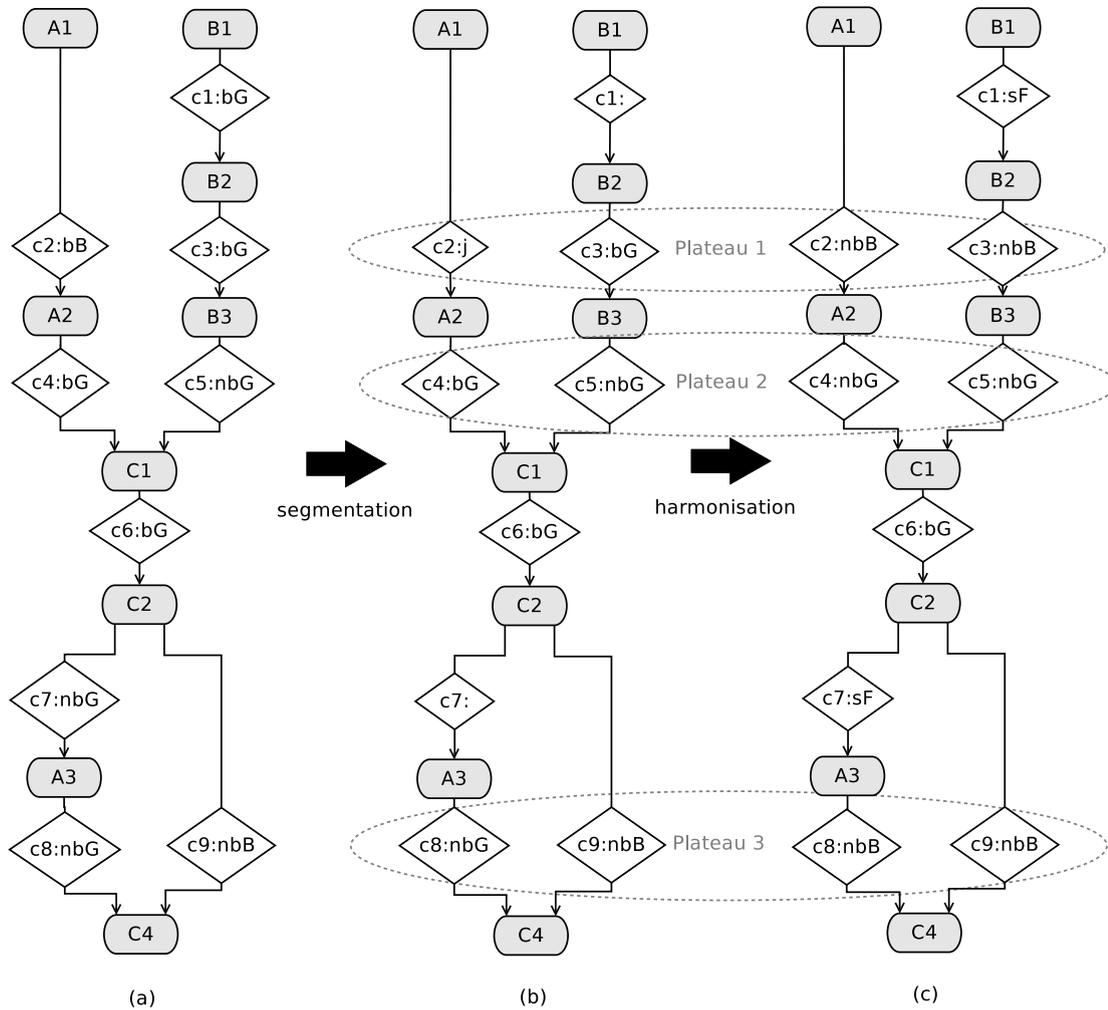 A1
B1
c1:bG
B2
c2:bB
c3:bG
A2
B3
c4:bG
c5:nbG
C1
c6:bG
C2
c7:nbG
A3
c8:nbG
c9:nbB
C4
(a)
segmentation
A1
B1
c1:
B2
c2:j
c3:bG
Plateau 1
A2
B3
c4:bG
c5:nbG
Plateau 2
C1
c6:bG
C2
c7:
A3
c8:nbG
c9:nbB
Plateau 3
C4
(b)
harmonisation
A1
B1
c1:sF
B2
c2:nbB
c3:nbB
A2
B3
c4:nbG
c5:nbG
C1
c6:bG
C2
c7:sF
A3
c8:nbB
c9:nbB
C4
(c)